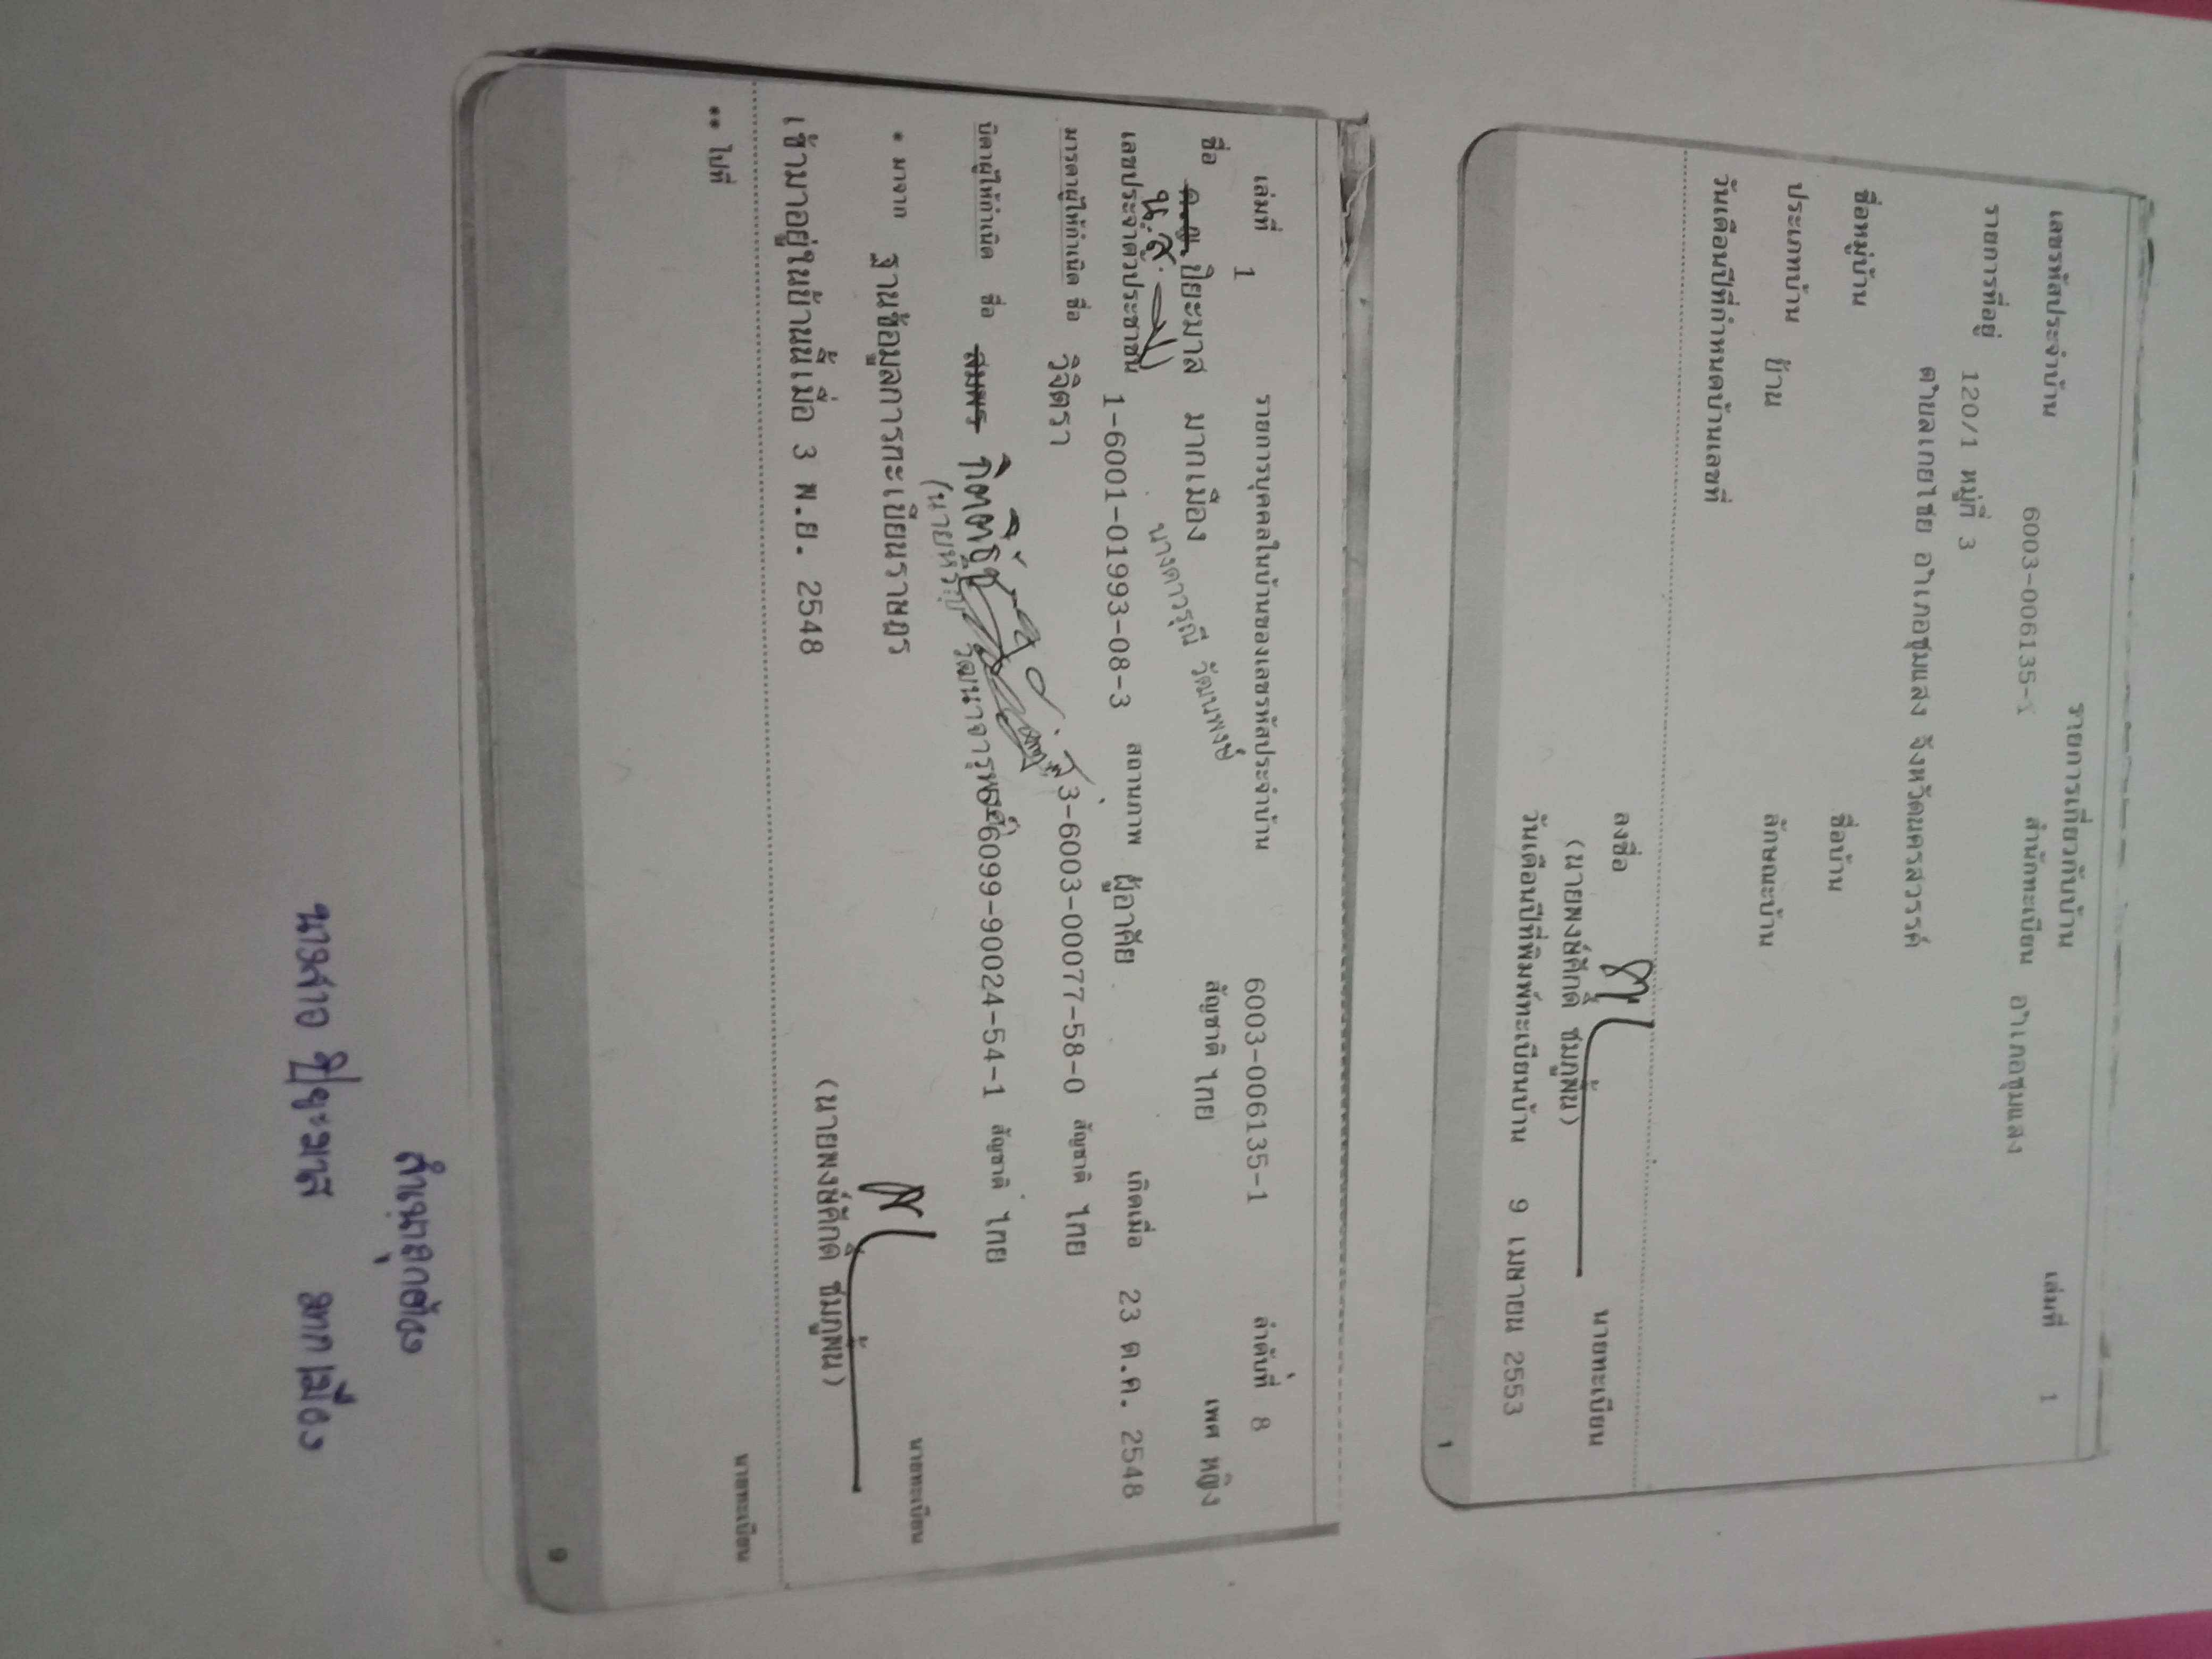 รายการเกี่ยวกับบ้าน
เล่มที่ 1
เลขรหัสประจำบ้าน 6003-006135-1 สำนักทะเบียน อำเภอชุมแสง
รายการที่อยู่ 120/1 หมู่ที่ 3
ตำบลเกยไชย อำเภอชุมแสง จังหวัดนครสวรรค์
ชื่อหมู่บ้าน ชื่อบ้าน
ประเภทบ้าน บ้าน ลักษณะบ้าน
วันเดือนปีที่กำหนดบ้านเลขที่
ลงชื่อ นายทะเบียน
(นายพงษ์ศักดิ์ ชมภูพื้น)
วันเดือนปีที่พิมพ์ทะเบียนบ้าน 9 เมษายน 2553
1
เล่มที่ 1 รายการบุคคลในบ้านของเลขรหัสประจำบ้าน 6003-006135-1 ลำดับที่ 8
ชื่อ ด.ญ.ปิยะมาส มากเมือง สัญชาติ ไทย เพศ หญิง
น.ส.
นางดาวรุณี วัฒนพงษ์
เลขประจำตัวประชาชน 1-6001-01993-08-3 สถานภาพ ผู้อาศัย เกิดเมื่อ 23 ต.ค. 2548
มารดาผู้ให้กำเนิด ชื่อ วิจิตรา 3-6003-00077-58-0 สัญชาติ ไทย
บิดาผู้ให้กำเนิด ชื่อ สมพร กิตติธัช 6099-90024-54-1 สัญชาติ ไทย
(นายหิรัญ วัฒนาจารุพงศ์)
* มาจาก ฐานข้อมูลการทะเบียนราษฎร นายทะเบียน
(นายพงษ์ศักดิ์ ชมภูพื้น)
เข้ามาอยู่ในบ้านนี้เมื่อ 3 พ.ย. 2548
** ไปที่ นายทะเบียน
9
สำเนาถูกต้อง
นางสาว ปิยะมาส มากเมือง